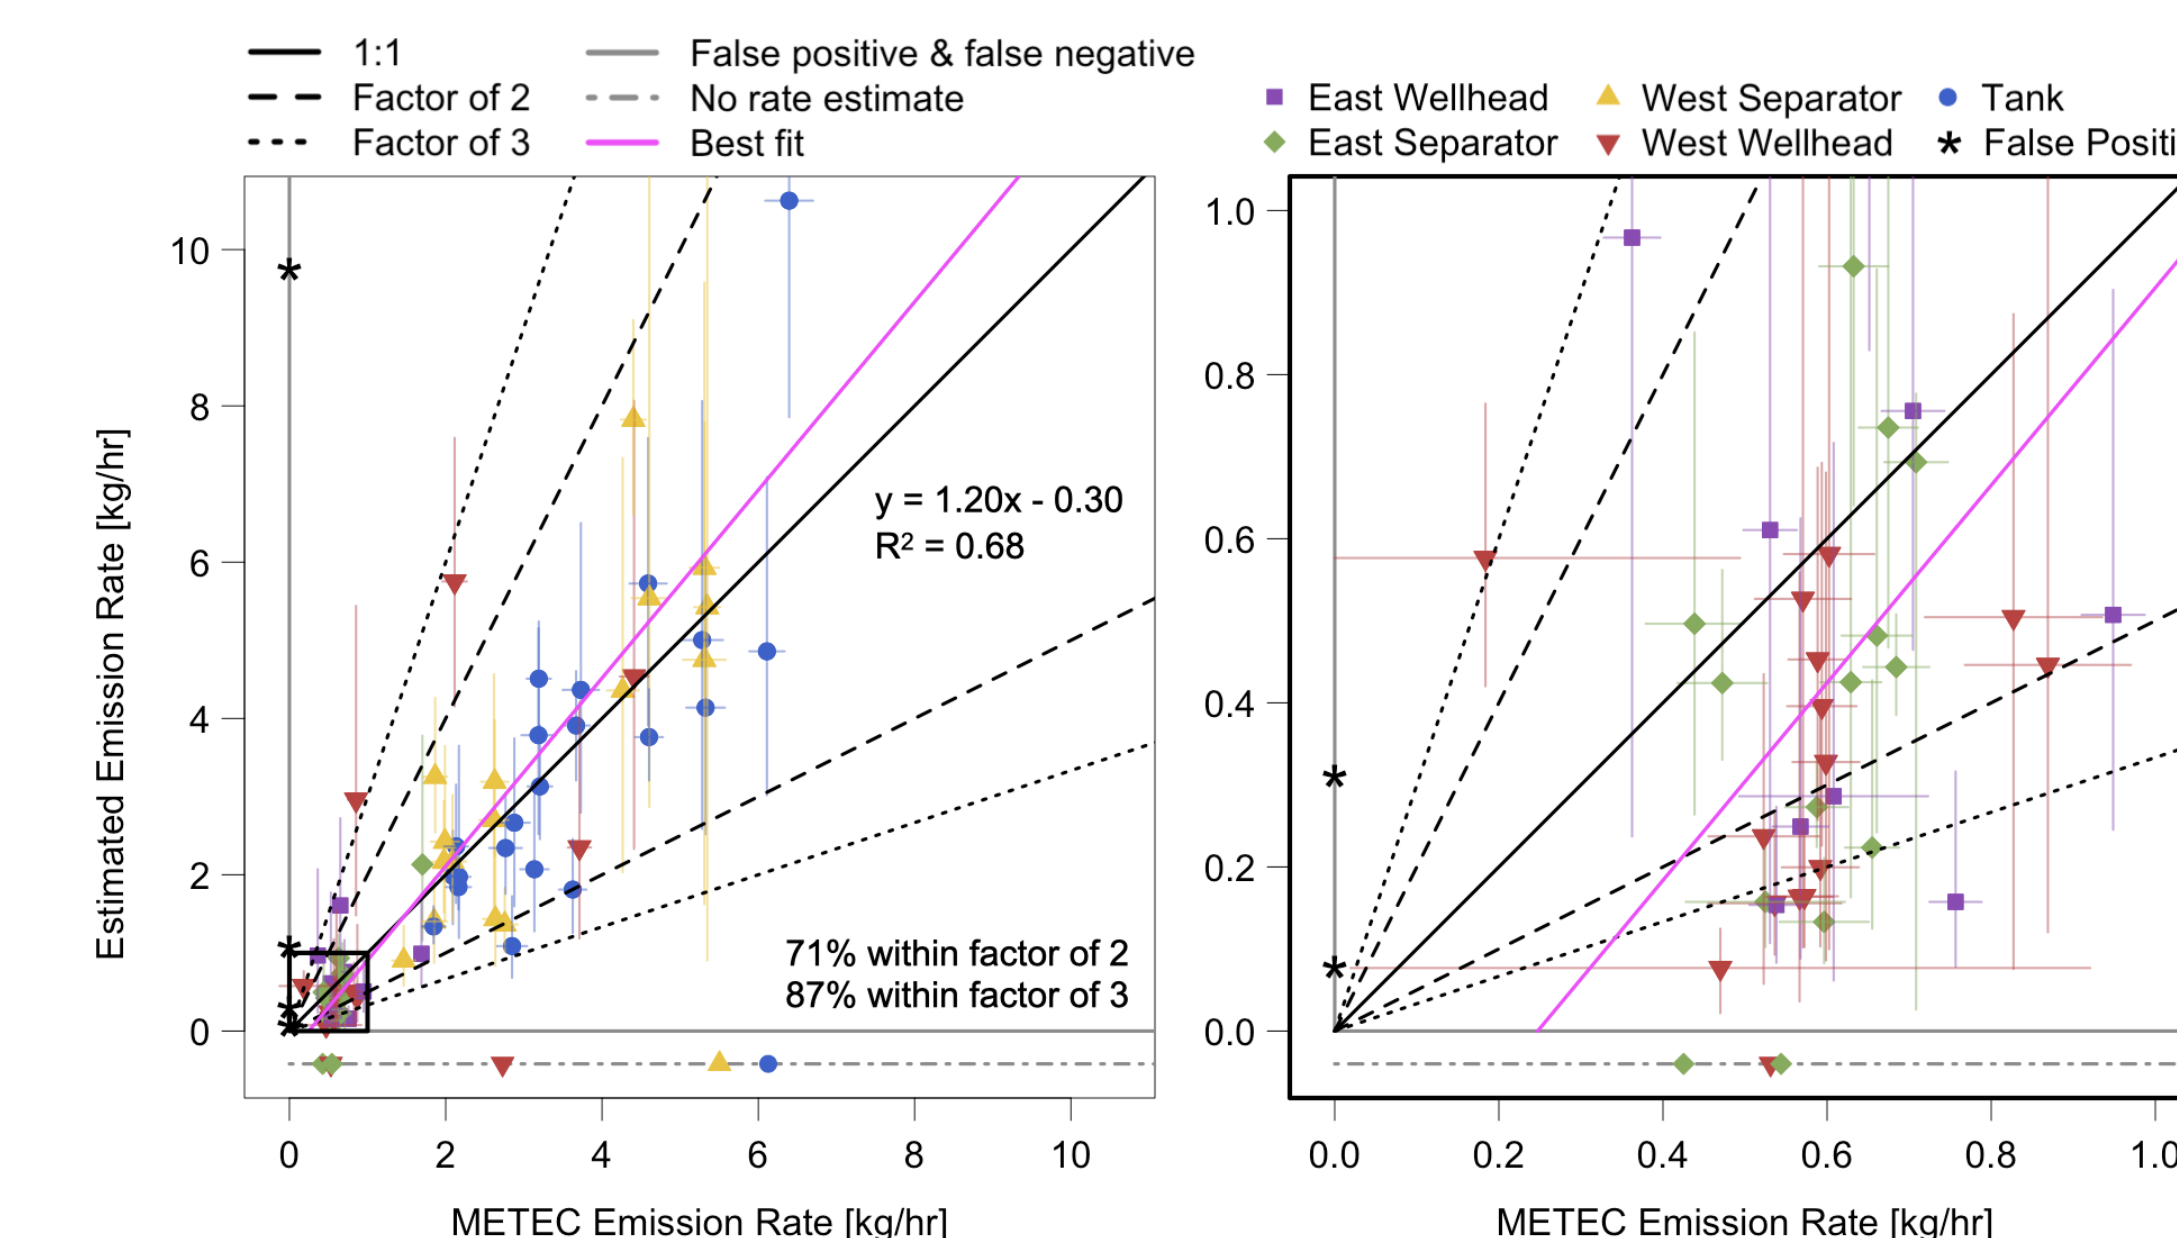 1:1
Factor of 2
Factor of 3
False positive & false negative
No rate estimate
Best fit
East Wellhead
East Separator
West Separator
West Wellhead
Tank
False Positi
Estimated Emission Rate [kg/hr]
10
8
6
4
2
0
y = 1.20x - 0.30
R² = 0.68
71% within factor of 2
87% within factor of 3
0 2 4 6 8 10
METEC Emission Rate [kg/hr]
1.0
0.8
0.6
0.4
0.2
0.0
0.0 0.2 0.4 0.6 0.8 1.0
METEC Emission Rate [kg/hr]